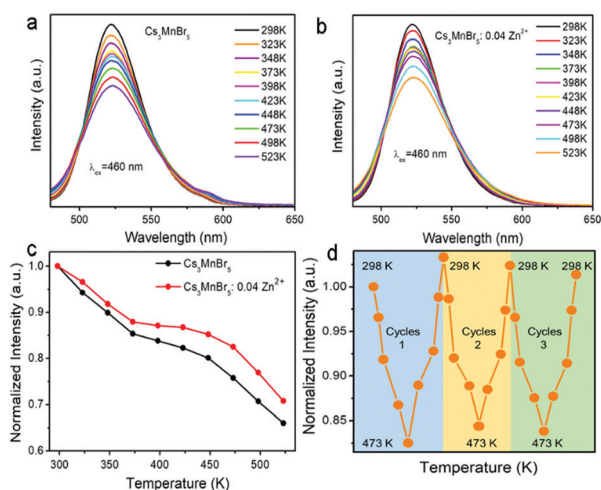 a
Cs₃MnBr₅
298K
323K
348K
373K
398K
423K
448K
473K
498K
523K
λex=460 nm
Intensity (a.u.)
500 550 600 650
Wavelength (nm)
b
Cs₃MnBr₅: 0.04 Zn²⁺
298K
323K
348K
373K
398K
423K
448K
473K
498K
523K
λex=460 nm
Intensity (a.u.)
500 550 600 650
Wavelength (nm)
c
Cs₃MnBr₅
Cs₃MnBr₅: 0.04 Zn²⁺
Normalized Intensity (a.u.)
1.0
0.9
0.8
0.7
0.6
300 350 400 450 500
Temperature (K)
d
298 K 298 K 298 K 298 K
Cycles 1
Cycles 2
Cycles 3
473 K 473 K 473 K
Normalized Intensity (a.u.)
1.00
0.95
0.90
0.85
Temperature (K)